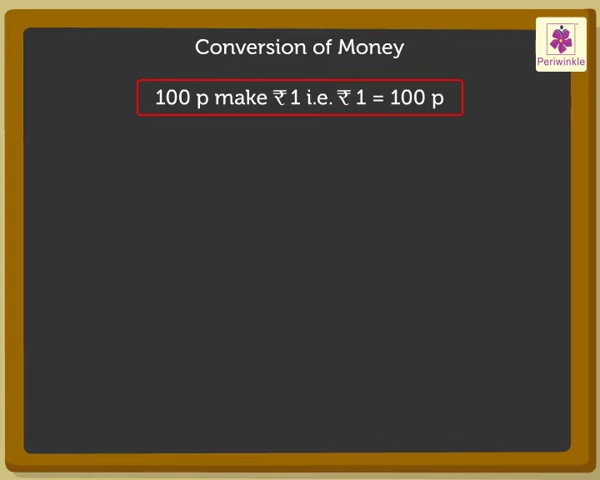 Conversion of Money
Periwinkle
100 p make ₹ 1 i.e. ₹ 1 = 100 p